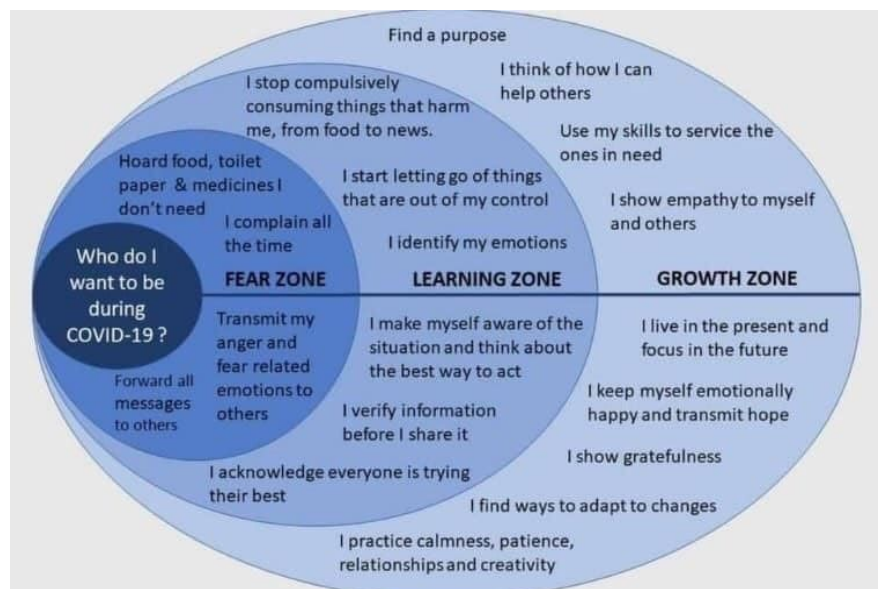 Find a purpose
I think of how I can
help others
I stop compulsively
consuming things that harm
me, from food to news.
Use my skills to service the
ones in need
Hoard food, toilet
paper & medicines I
don't need
I start letting go of things
that are out of my control
I show empathy to myself
and others
I complain all
the time
I identify my emotions
Who do I
want to be
during
COVID-19 ?
FEAR ZONE
LEARNING ZONE
GROWTH ZONE
Transmit my
anger and
fear related
emotions to
others
I make myself aware of the
situation and think about
the best way to act
I live in the present and
focus in the future
Forward all
messages
to others
I keep myself emotionally
happy and transmit hope
I verify information
before I share it
I show gratefulness
I acknowledge everyone is trying
their best
I find ways to adapt to changes
I practice calmness, patience,
relationships and creativity